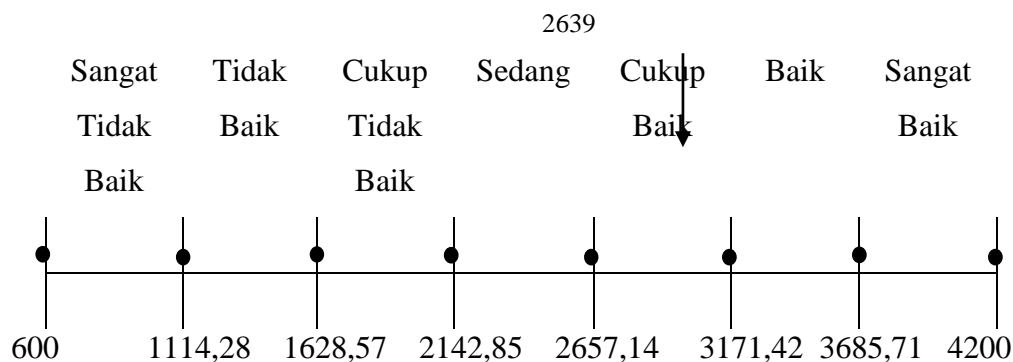 2639
Sangat Tidak Cukup Sedang Cukup Baik Sangat
Tidak Baik Tidak Baik Baik
Baik Baik
600 1114,28 1628,57 2142,85 2657,14 3171,42 3685,71 4200